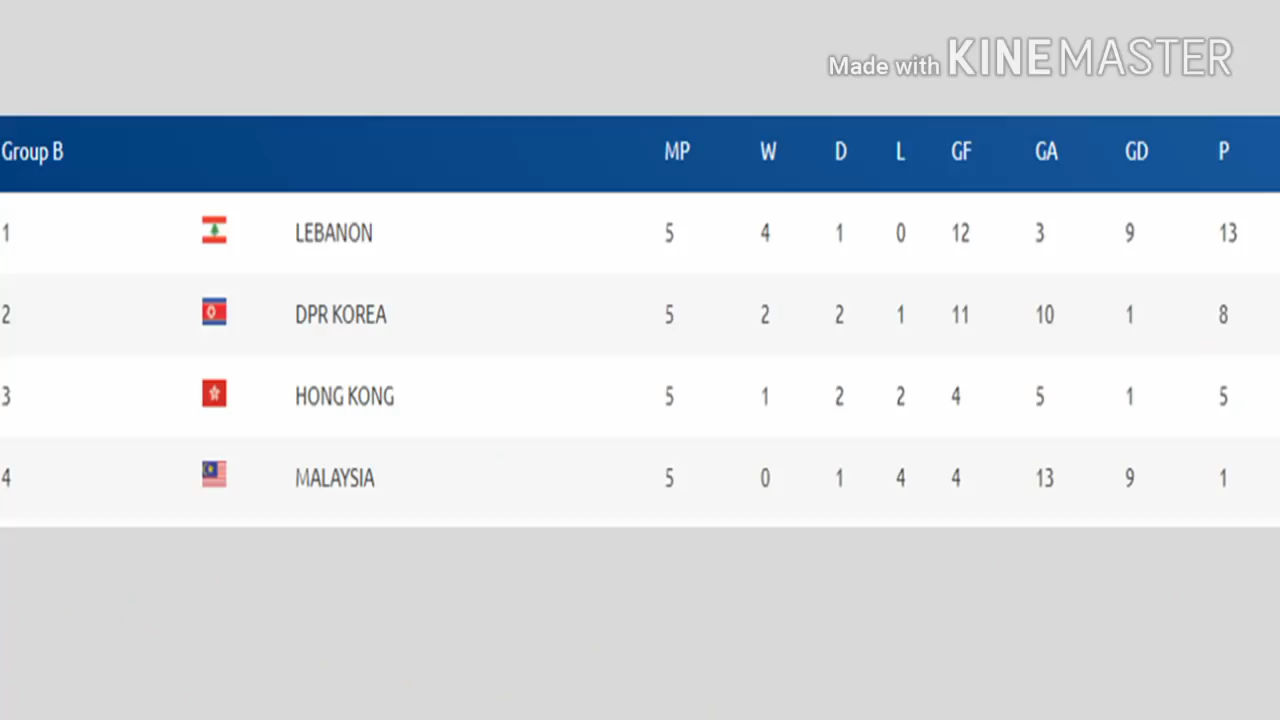 Made with KINEMASTER
Group B MP W D L GF GA GD P
1 LEBANON 5 4 1 0 12 3 9 13
2 DPR KOREA 5 2 2 1 11 10 1 8
3 HONG KONG 5 1 2 2 4 5 1 5
4 MALAYSIA 5 0 1 4 4 13 9 1